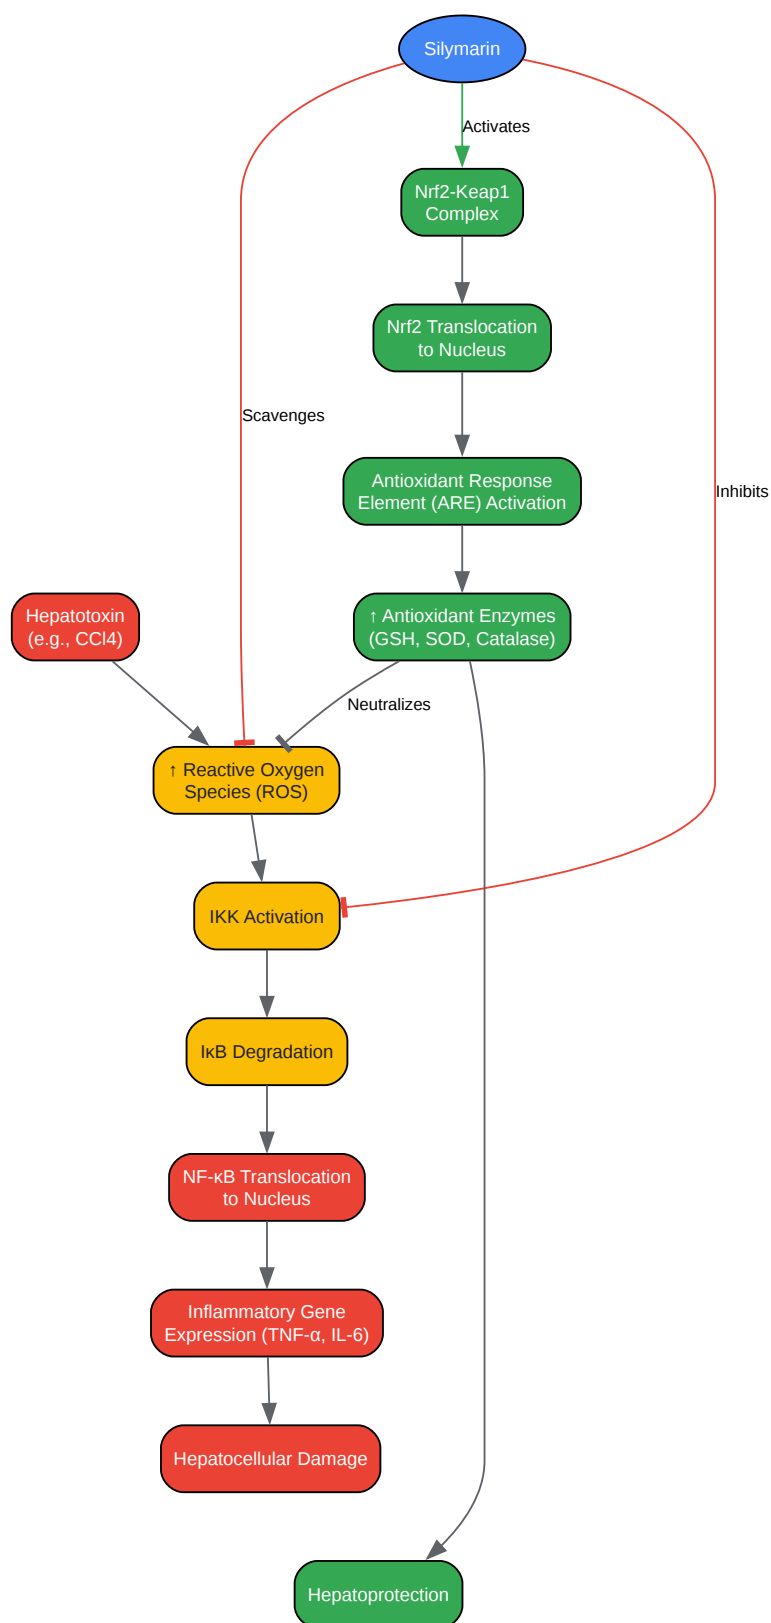 Silymarin
Activates
Nrf2-Keap1
Complex
Nrf2 Translocation
to Nucleus
Scavenges
Antioxidant Response
Element (ARE) Activation
Inhibits
Hepatotoxin
(e.g., CCl4)
↑ Antioxidant Enzymes
(GSH, SOD, Catalase)
Neutralizes
↑ Reactive Oxygen
Species (ROS)
IKK Activation
IκB Degradation
NF-κB Translocation
to Nucleus
Inflammatory Gene
Expression (TNF-α, IL-6)
Hepatocellular Damage
Hepatoprotection